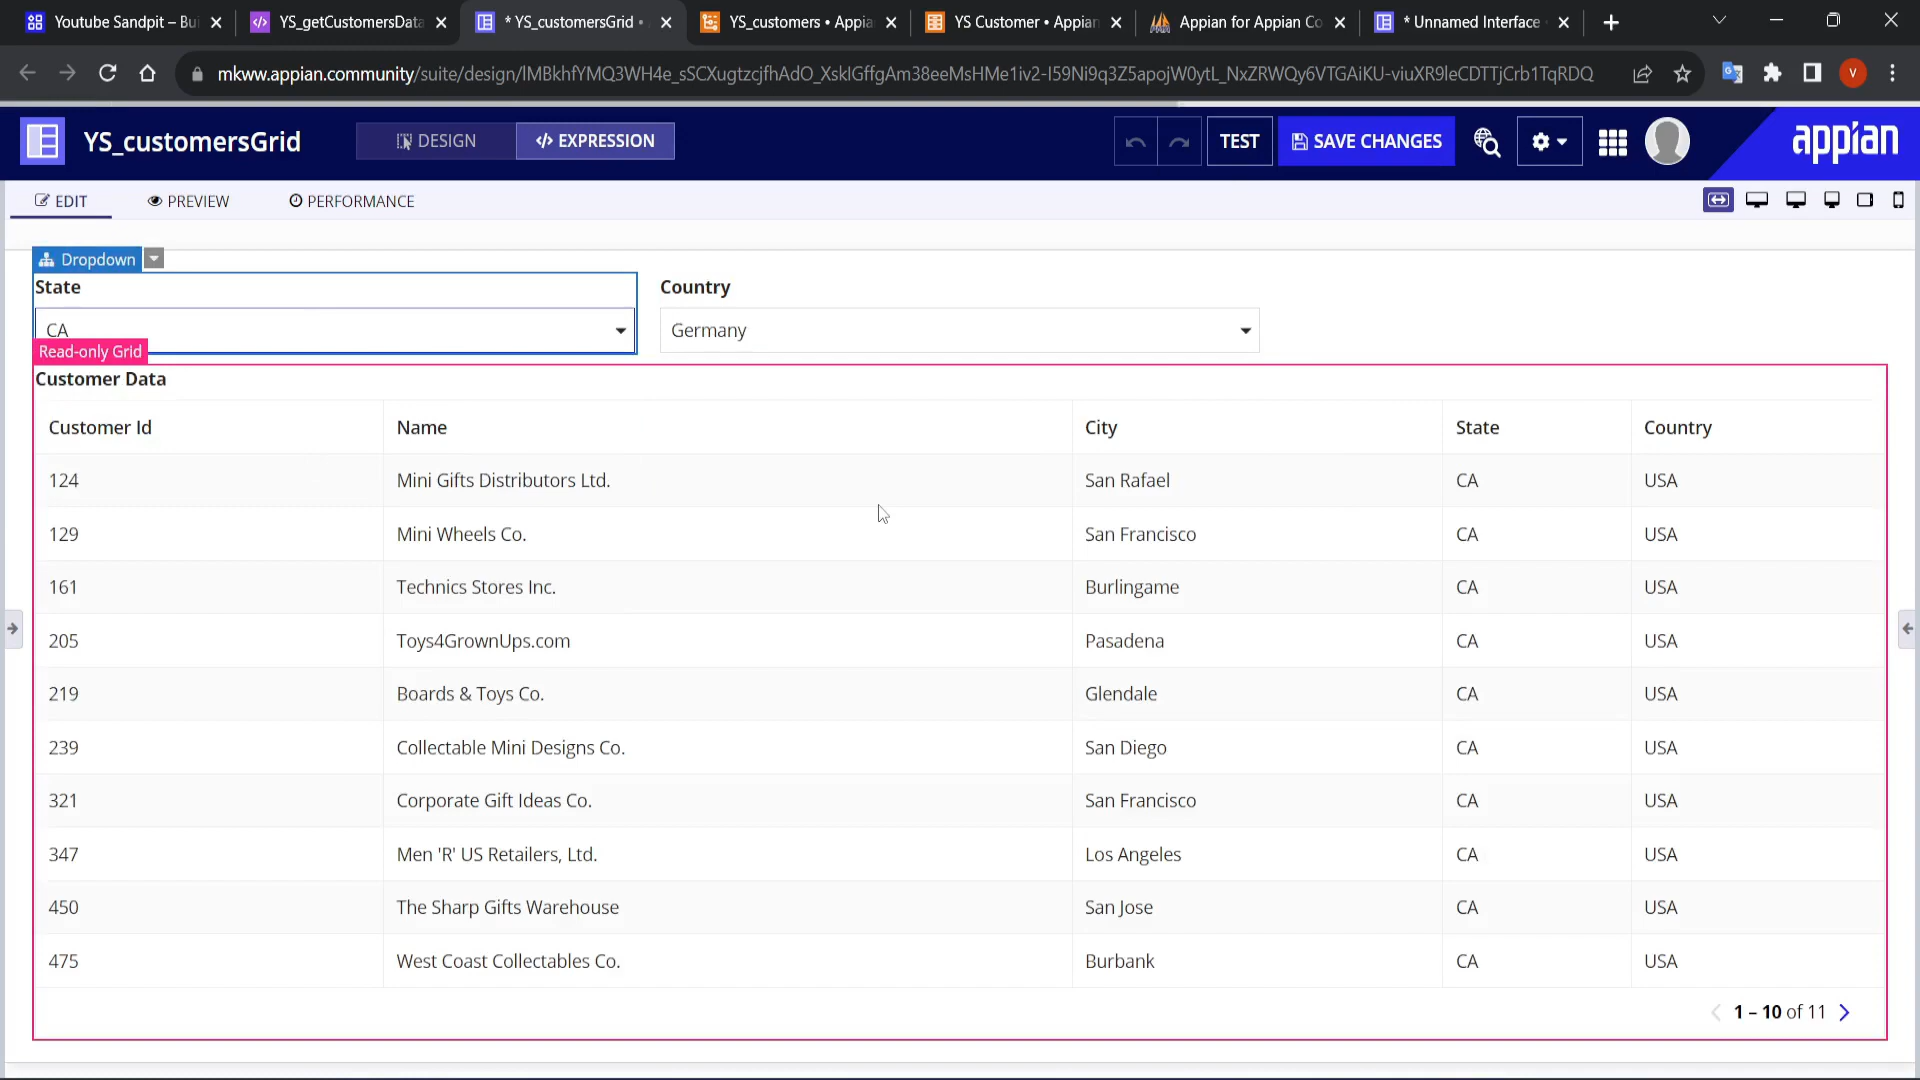 Youtube Sandpit – Bui
YS_getCustomersData
* YS_customersGrid •
YS_customers • Appia
YS Customer • Appian
Appian for Appian Co
* Unnamed Interface
mkww.appian.community/suite/design/lMBkhfYMQ3WH4e_sSCXugtzcjfhAdO_XskIGffgAm38eeMsHMe1iv2-I59Ni9q3Z5apojW0ytL_NxZRWQy6VTGAiKU-viuXR9leCDTTjCrb1TqRDQ
V
YS_customersGrid
DESIGN
</> EXPRESSION
TEST
SAVE CHANGES
appian
EDIT
PREVIEW
PERFORMANCE
Dropdown
State
Country
CA
Germany
Read-only Grid
Customer Data
Customer Id Name City State Country
124 Mini Gifts Distributors Ltd. San Rafael CA USA
129 Mini Wheels Co. San Francisco CA USA
161 Technics Stores Inc. Burlingame CA USA
205 Toys4GrownUps.com Pasadena CA USA
219 Boards & Toys Co. Glendale CA USA
239 Collectable Mini Designs Co. San Diego CA USA
321 Corporate Gift Ideas Co. San Francisco CA USA
347 Men 'R' US Retailers, Ltd. Los Angeles CA USA
450 The Sharp Gifts Warehouse San Jose CA USA
475 West Coast Collectables Co. Burbank CA USA
1 – 10 of 11